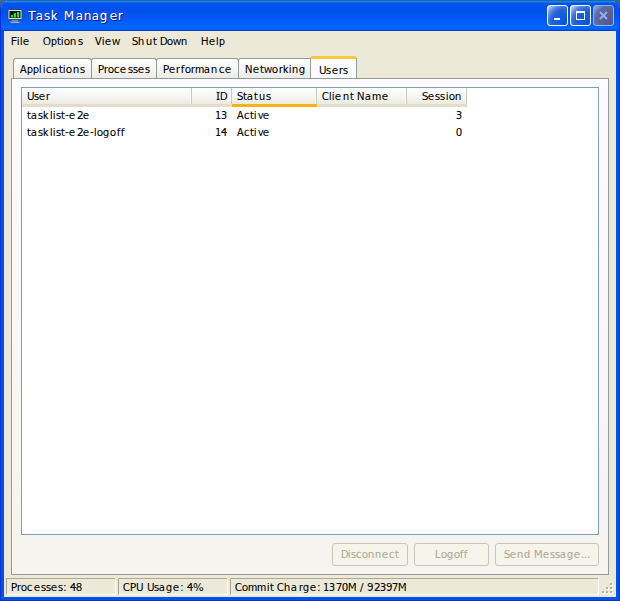 Task Manager
File Options View Shut Down Help
Applications Processes Performance Networking Users
User ID Status Client Name Session
tasklist-e2e 13 Active 3
tasklist-e2e-logoff 14 Active 0
Disconnect Logoff Send Message...
Processes: 48 CPU Usage: 4% Commit Charge: 1370M / 92397M